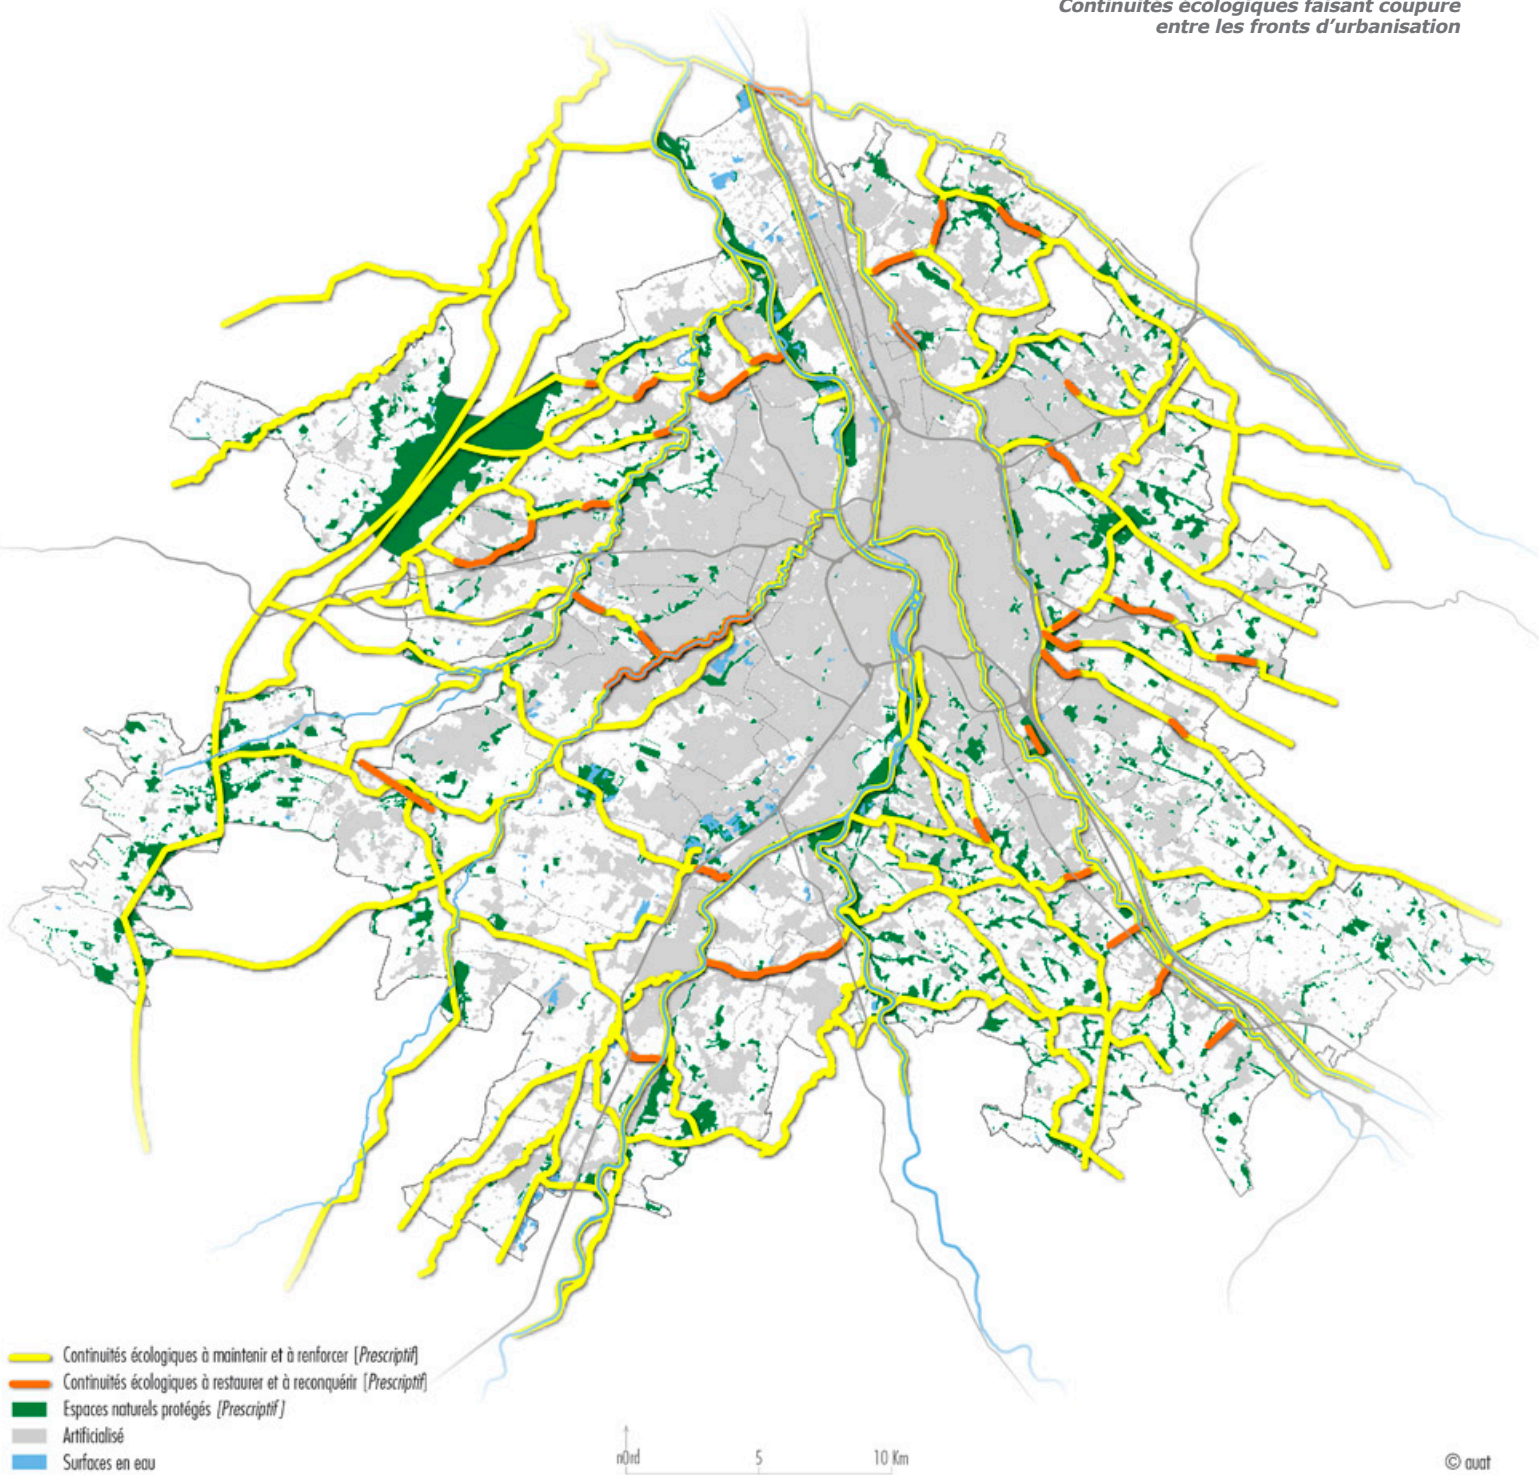 Continuités écologiques faisant coupure
entre les fronts d'urbanisation
Continuités écologiques à maintenir et à renforcer [Prescriptif]
Continuités écologiques à restaurer et à reconquérir [Prescriptif]
Espaces naturels protégés [Prescriptif]
Artificialisé
Surfaces en eau
nord
0 5 10 Km
© auat